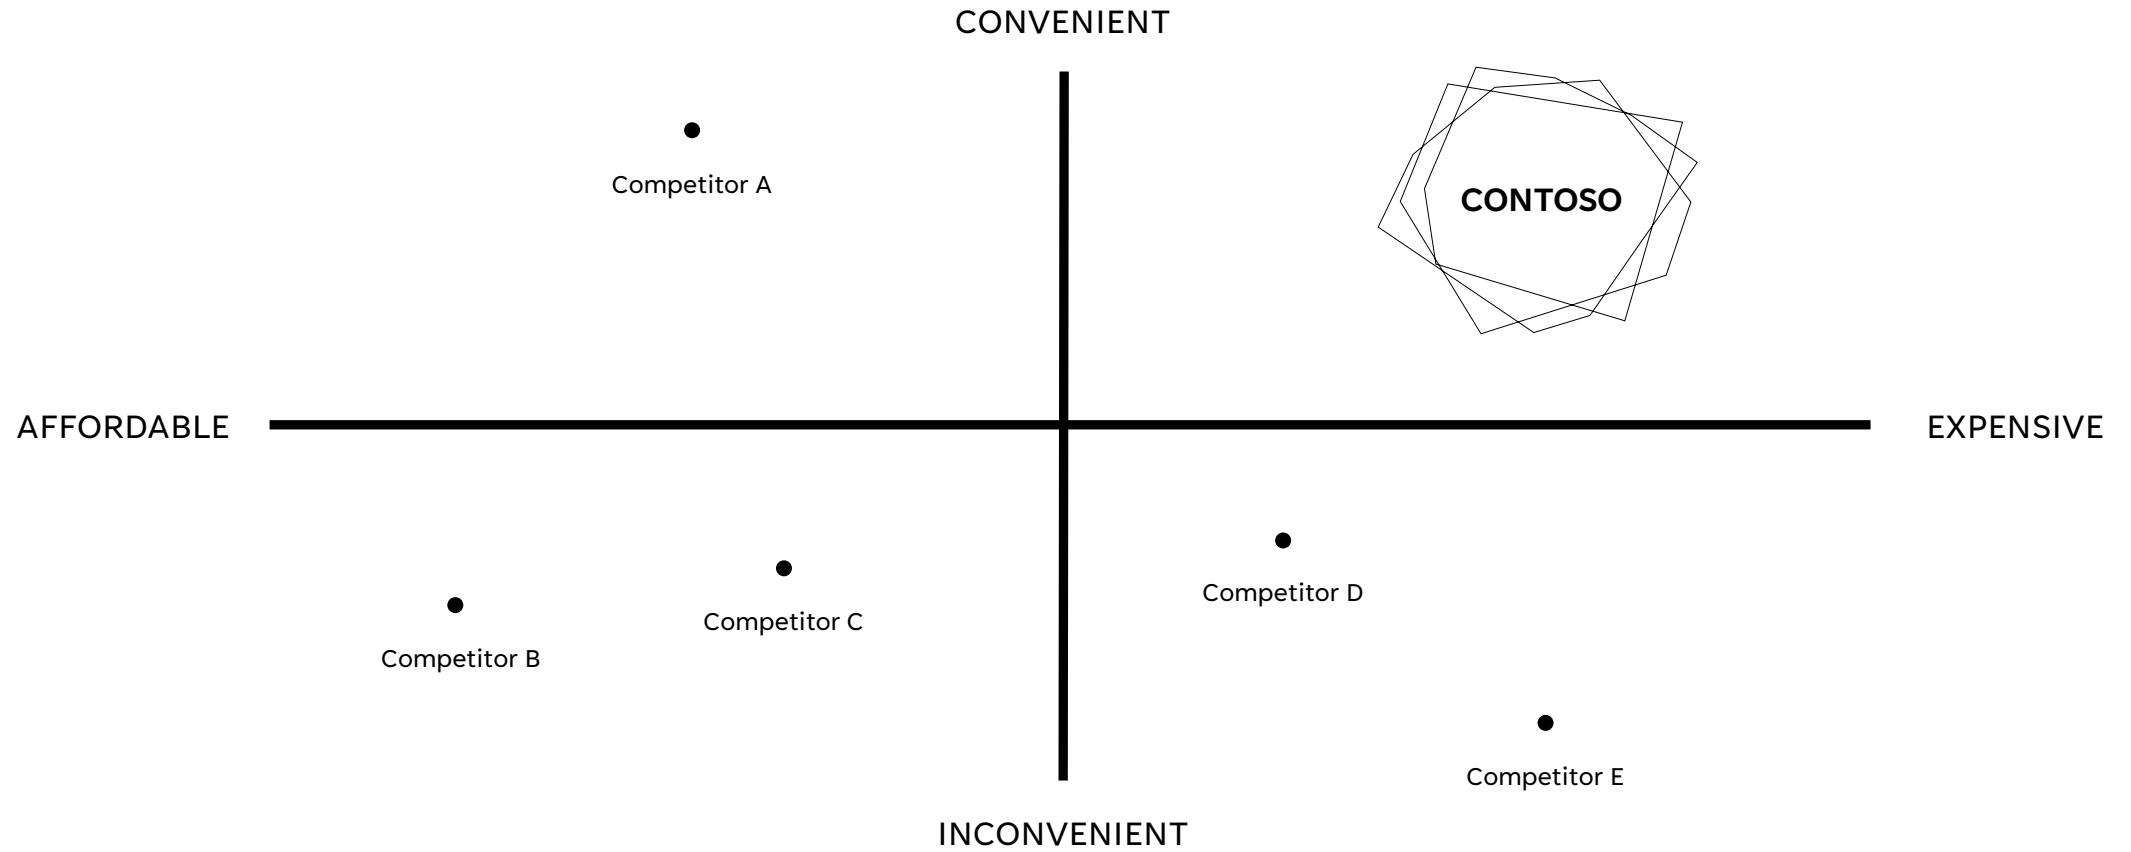 CONVENIENT
Competitor A
CONTOSO
AFFORDABLE
EXPENSIVE
Competitor D
Competitor C
Competitor B
Competitor E
INCONVENIENT